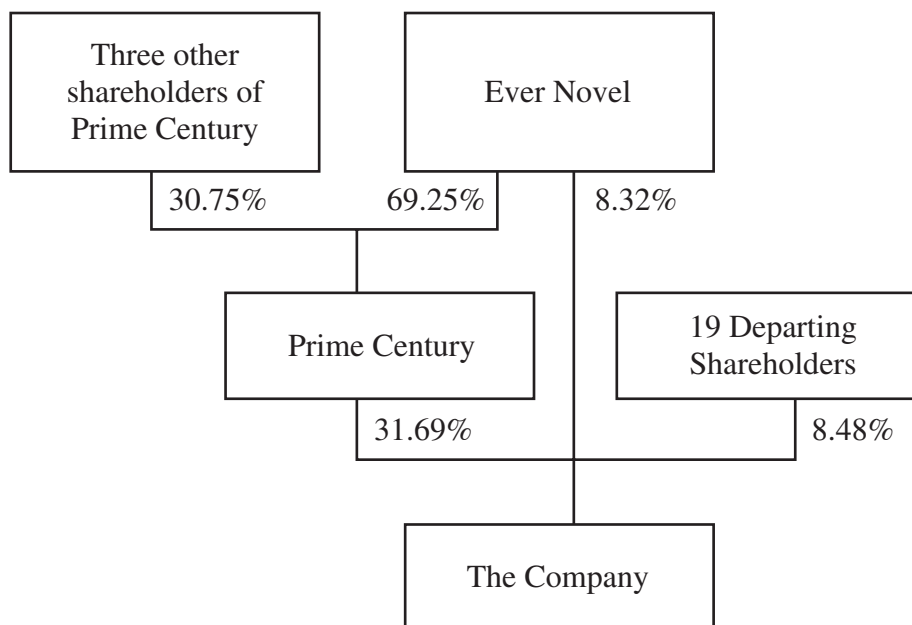 Three other
shareholders of
Prime Century
Ever Novel
30.75%
69.25%
8.32%
Prime Century
19 Departing
Shareholders
31.69%
8.48%
The Company